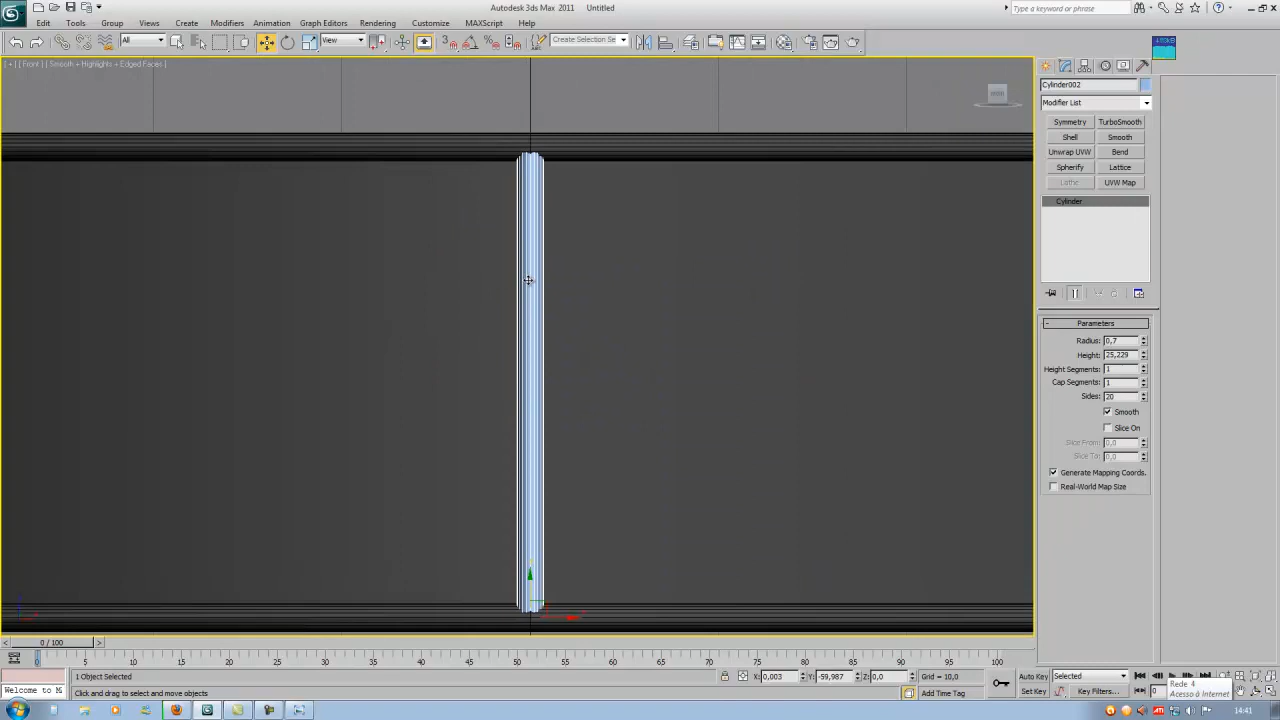 Autodesk 3ds Max 2011 Untitled
Type a keyword or phrase
Edit Tools Group Views Create Modifiers Animation Graph Editors Rendering Customize MAXScript Help
All View Create Selection Se
[ + ] [ Front ] [ Smooth + Highlights + Edged Faces ]
Cylinder002
Modifier List
Symmetry TurboSmooth
Shell Smooth
Unwrap UVW Bend
Spherify Lattice
Lathe UVW Map
Cylinder
- Parameters
Radius: 0,7
Height: 25,229
Height Segments: 1
Cap Segments: 1
Sides: 20
Smooth
Slice On
Slice From: 0,0
Slice To: 0,0
Generate Mapping Coords.
Real-World Map Size
< 0 / 100 >
0 5 10 15 20 25 30 35 40 45 50 55 60 65 70 75 80 85 90 95 100
1 Object Selected X: 0,003 Y: -59,987 Z: 0,0 Grid = 10,0 Auto Key Selected
Welcome to M Click and drag to select and move objects Add Time Tag Set Key Key Filters... 0
Rede 4
Acesso à Internet
14:41